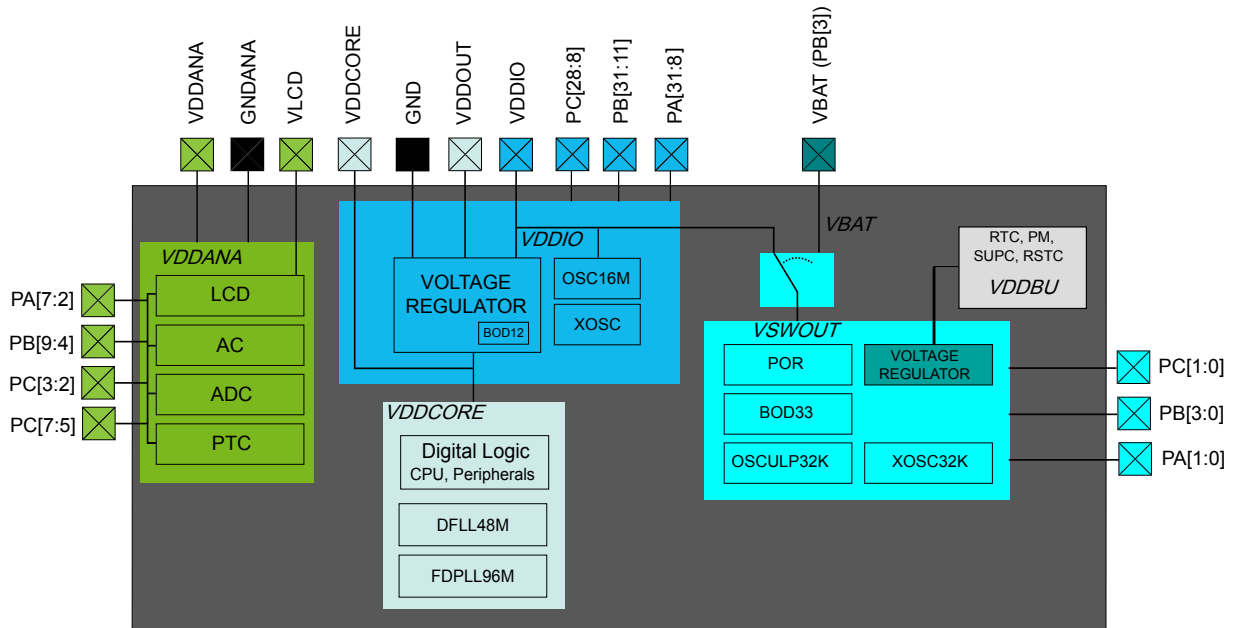 VDDANA
GNDANA
VLCD
VDDCORE
GND
VDDOUT
VDDIO
PC[28:8]
PB[31:11]
PA[31:8]
VBAT (PB[3])
PA[7:2]
PB[9:4]
PC[3:2]
PC[7:5]
VDDANA
LCD
AC
ADC
PTC
VDDIO
VOLTAGE
REGULATOR
BOD12
OSC16M
XOSC
VDDCORE
Digital Logic
CPU, Peripherals
DFLL48M
FDPLL96M
VBAT
RTC, PM,
SUPC, RSTC
VDDBU
VSWOUT
POR
VOLTAGE
REGULATOR
BOD33
OSCULP32K
XOSC32K
PC[1:0]
PB[3:0]
PA[1:0]